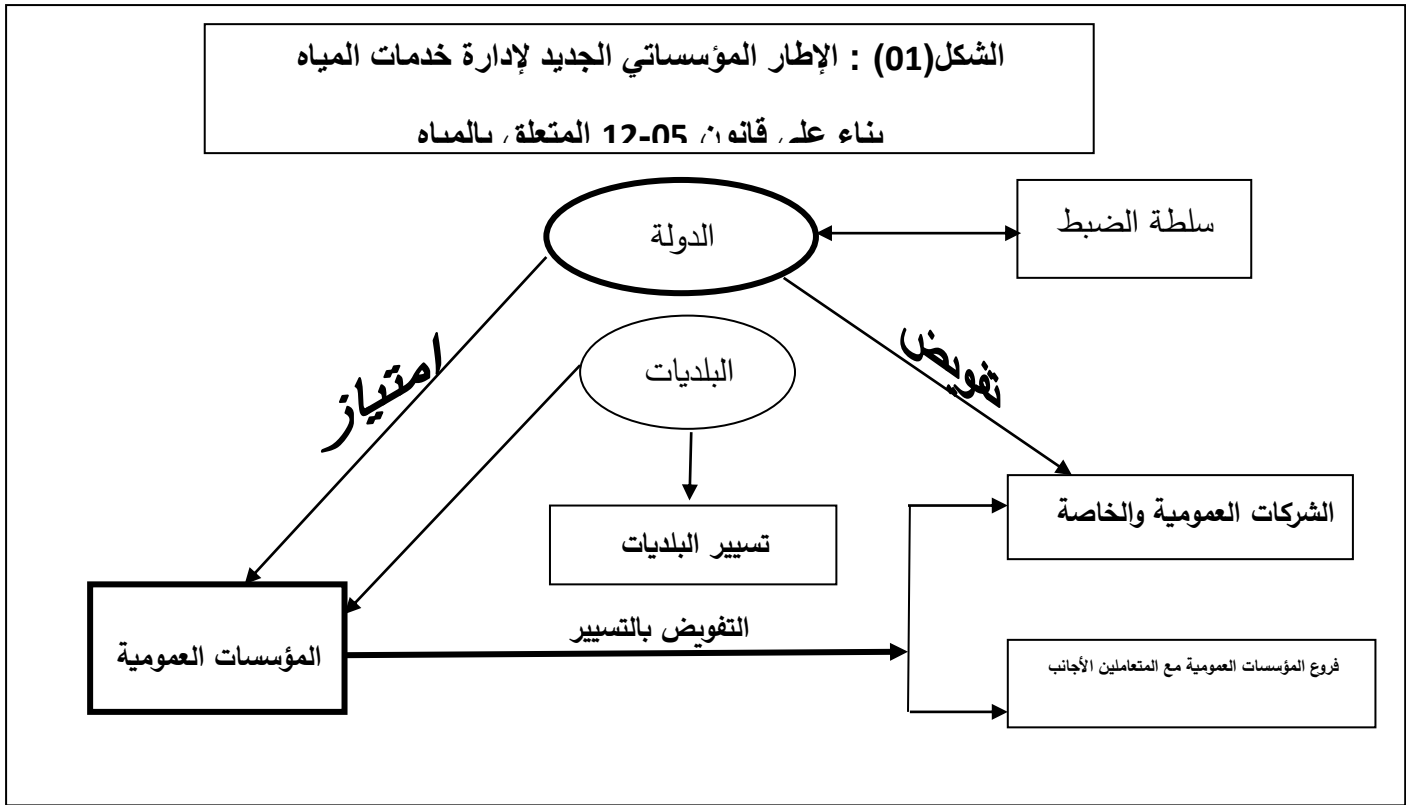 الشكل(01) : الإطار المؤسساتي الجديد لإدارة خدمات المياه
بناء على قانون 05-12 المتعلق بالمياه
الدولة
سلطة الضبط
البلديات
امتياز
تفويض
تسيير البلديات
الشركات العمومية والخاصة
التفويض بالتسيير
المؤسسات العمومية
فروع المؤسسات العمومية مع المتعاملين الأجانب